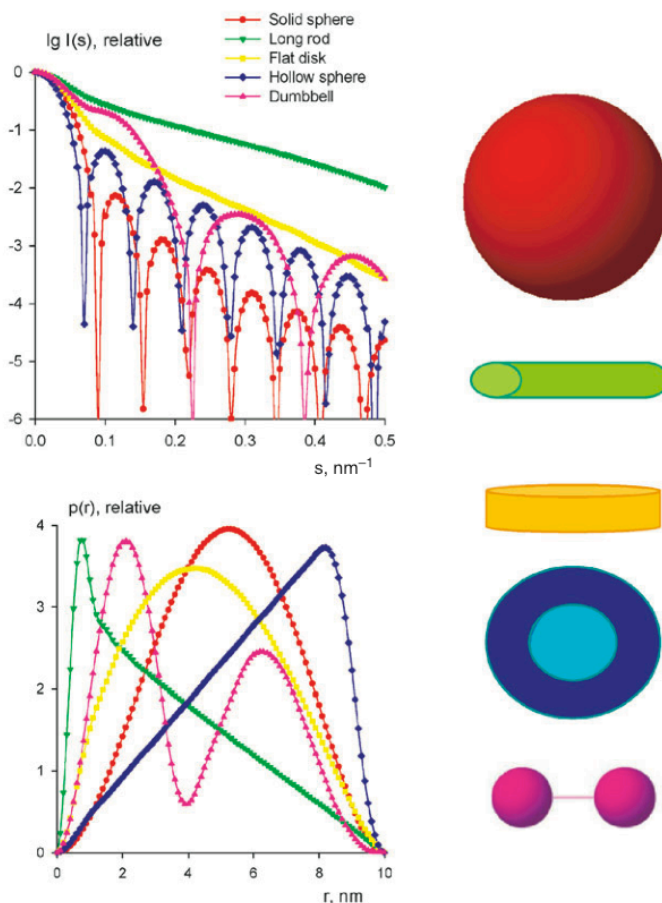 lg I(s), relative
Solid sphere
Long rod
Flat disk
Hollow sphere
Dumbbell
0
-1
-2
-3
-4
-5
-6
0.0 0.1 0.2 0.3 0.4 0.5
s, nm⁻¹
p(r), relative
4
3
2
1
0
0 2 4 6 8 10
r, nm